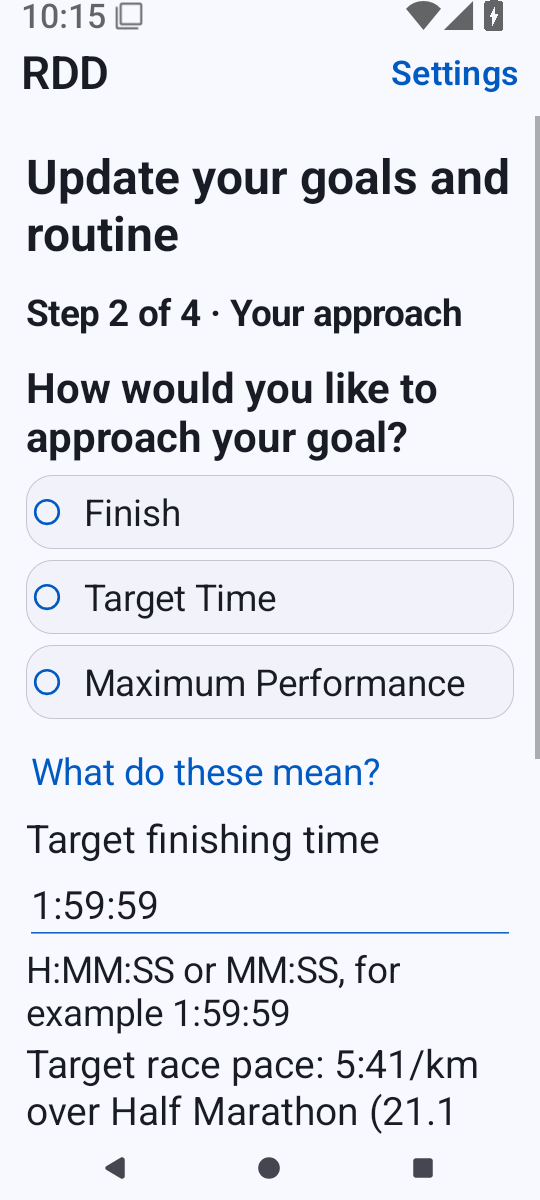 10:15
RDD
Settings
Update your goals and
routine
Step 2 of 4 · Your approach
How would you like to
approach your goal?
Finish
Target Time
Maximum Performance
What do these mean?
Target finishing time
1:59:59
H:MM:SS or MM:SS, for
example 1:59:59
Target race pace: 5:41/km
over Half Marathon (21.1